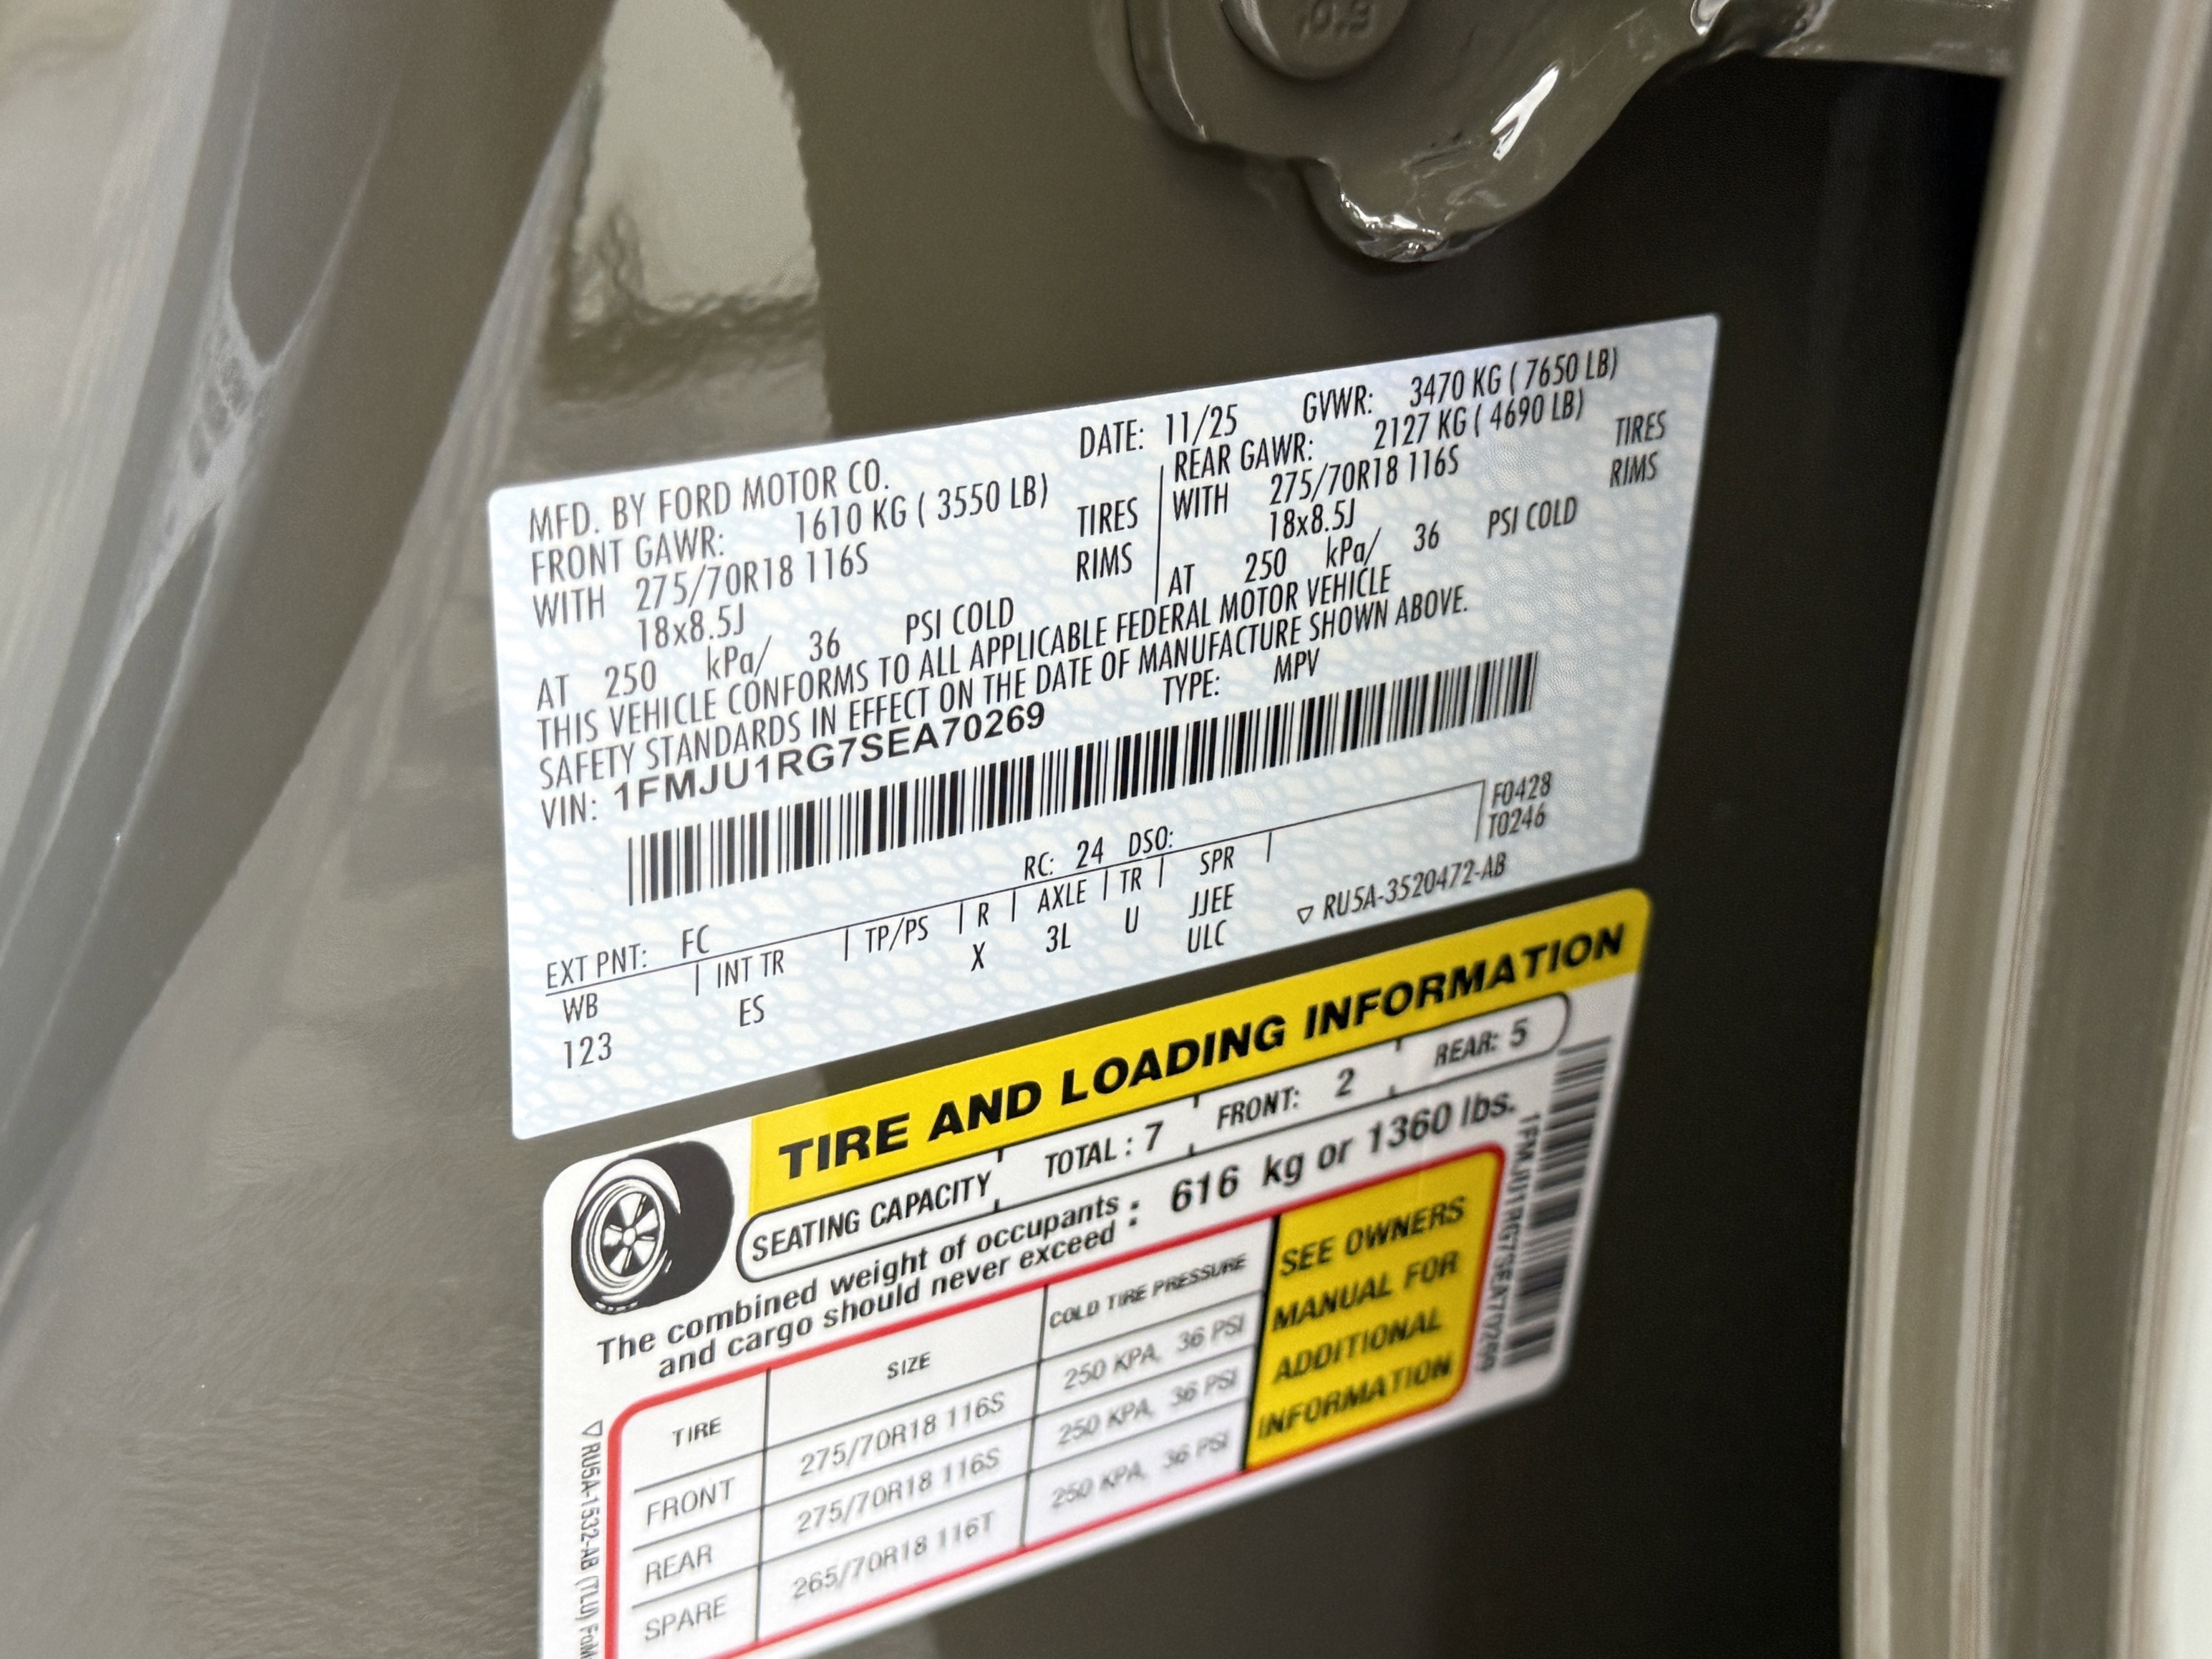 DATE: 11/25 GVWR: 3470 KG ( 7650 LB)
MFD. BY FORD MOTOR CO.
FRONT GAWR: 1610 KG ( 3550 LB)
WITH 275/70R18 116S TIRES
18x8.5J RIMS
AT 250 kPa/ 36 PSI COLD
REAR GAWR: 2127 KG ( 4690 LB)
WITH 275/70R18 116S TIRES
18x8.5J RIMS
AT 250 kPa/ 36 PSI COLD
THIS VEHICLE CONFORMS TO ALL APPLICABLE FEDERAL MOTOR VEHICLE
SAFETY STANDARDS IN EFFECT ON THE DATE OF MANUFACTURE SHOWN ABOVE.
VIN: 1FMJU1RG7SEA70269 TYPE: MPV
F0428
T0246
EXT PNT: FC RC: 24 DSO:
WB INT TR TP/PS R AXLE TR SPR
123 ES X 3L U JJEE
ULC
RU5A-3520472-AB
TIRE AND LOADING INFORMATION
SEATING CAPACITY TOTAL : 7 FRONT: 2 REAR: 5
The combined weight of occupants
and cargo should never exceed : 616 kg or 1360 lbs.
TIRE SIZE COLD TIRE PRESSURE
FRONT 275/70R18 116S 250 KPA, 36 PSI
REAR 275/70R18 116S 250 KPA, 36 PSI
SPARE 265/70R18 116T 250 KPA, 36 PSI
SEE OWNERS
MANUAL FOR
ADDITIONAL
INFORMATION
1FMJU1RG7SEA70269
RU5A-1532-AB (TLU)